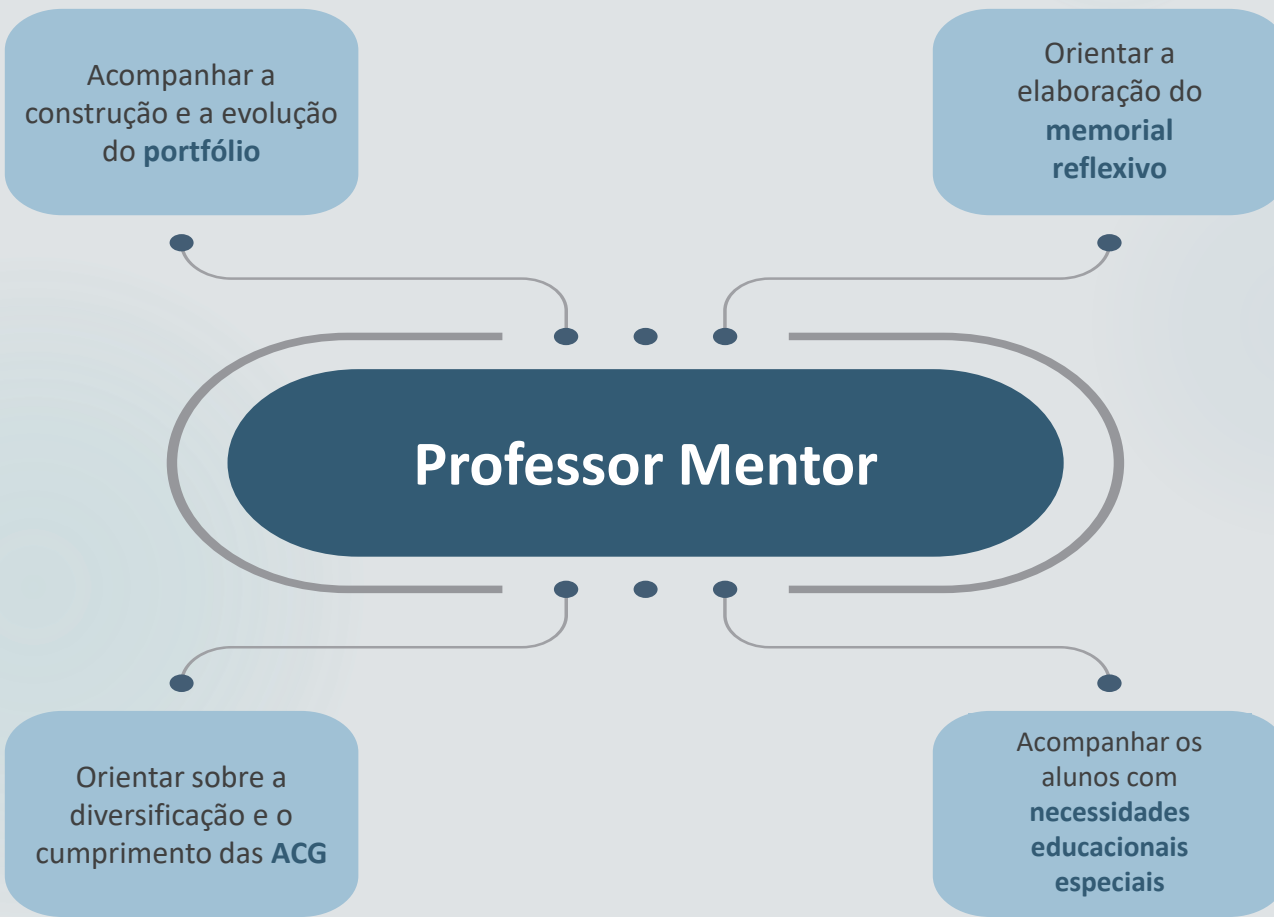 Acompanhar a
construção e a evolução
do portfólio
Orientar a
elaboração do
memorial
reflexivo
Professor Mentor
Orientar sobre a
diversificação e o
cumprimento das ACG
Acompanhar os
alunos com
necessidades
educacionais
especiais